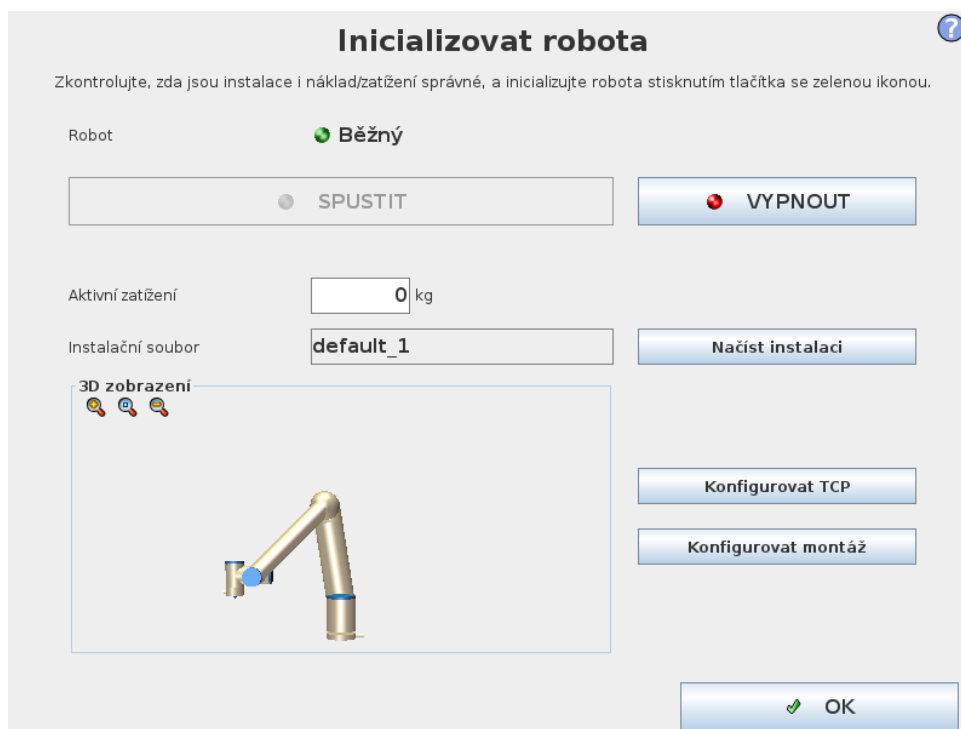 Inicializovat robota
?
Zkontrolujte, zda jsou instalace i náklad/zatížení správné, a inicializujte robota stisknutím tlačítka se zelenou ikonou.
Robot
Běžný
SPUSTIT
VYPNOUT
Aktivní zatížení
0 kg
Instalační soubor
default_1
Načíst instalaci
3D zobrazení
Konfigurovat TCP
Konfigurovat montáž
OK